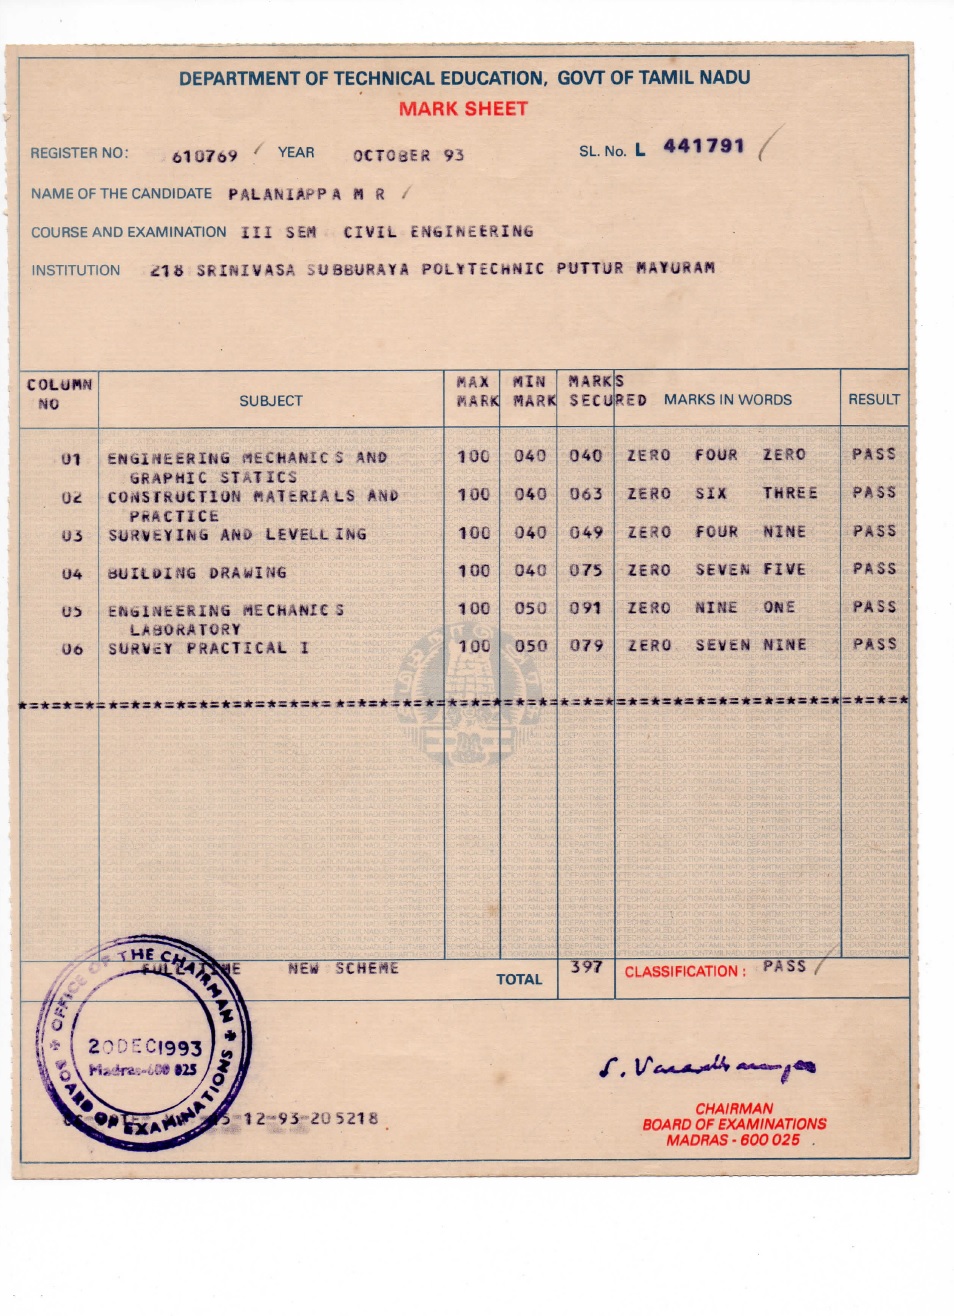 DEPARTMENT OF TECHNICAL EDUCATION, GOVT OF TAMIL NADU
MARK SHEET
REGISTER NO: 610769 YEAR OCTOBER 93 SL. No. L 441791
NAME OF THE CANDIDATE PALANIAPPA M R
COURSE AND EXAMINATION III SEM CIVIL ENGINEERING
INSTITUTION 218 SRINIVASA SUBBURAYA POLYTECHNIC PUTTUR MAYURAM
COLUMN NO SUBJECT MAX MARK MIN MARK MARKS SECURED MARKS IN WORDS RESULT
01 ENGINEERING MECHANICS AND 100 040 040 ZERO FOUR ZERO PASS
GRAPHIC STATICS
02 CONSTRUCTION MATERIALS AND 100 040 063 ZERO SIX THREE PASS
PRACTICE
03 SURVEYING AND LEVELLING 100 040 049 ZERO FOUR NINE PASS
04 BUILDING DRAWING 100 040 075 ZERO SEVEN FIVE PASS
05 ENGINEERING MECHANICS 100 050 091 ZERO NINE ONE PASS
LABORATORY
06 SURVEY PRACTICAL I 100 050 079 ZERO SEVEN NINE PASS
*=*=*=*=*=*=*=*=*=*=*=*=*=*=*=*=*=*=*=*=*=*=*=*=*=*=*=*=*=*=*=*=*=*=*=*=*=*=*=*
FULL TIME NEW SCHEME TOTAL 397 CLASSIFICATION : PASS
OFFICE OF THE CHAIRMAN
20 DEC 1993
Madras-600 025
BOARD OF EXAMINATIONS
12-93-205218
CHAIRMAN
BOARD OF EXAMINATIONS
MADRAS - 600 025